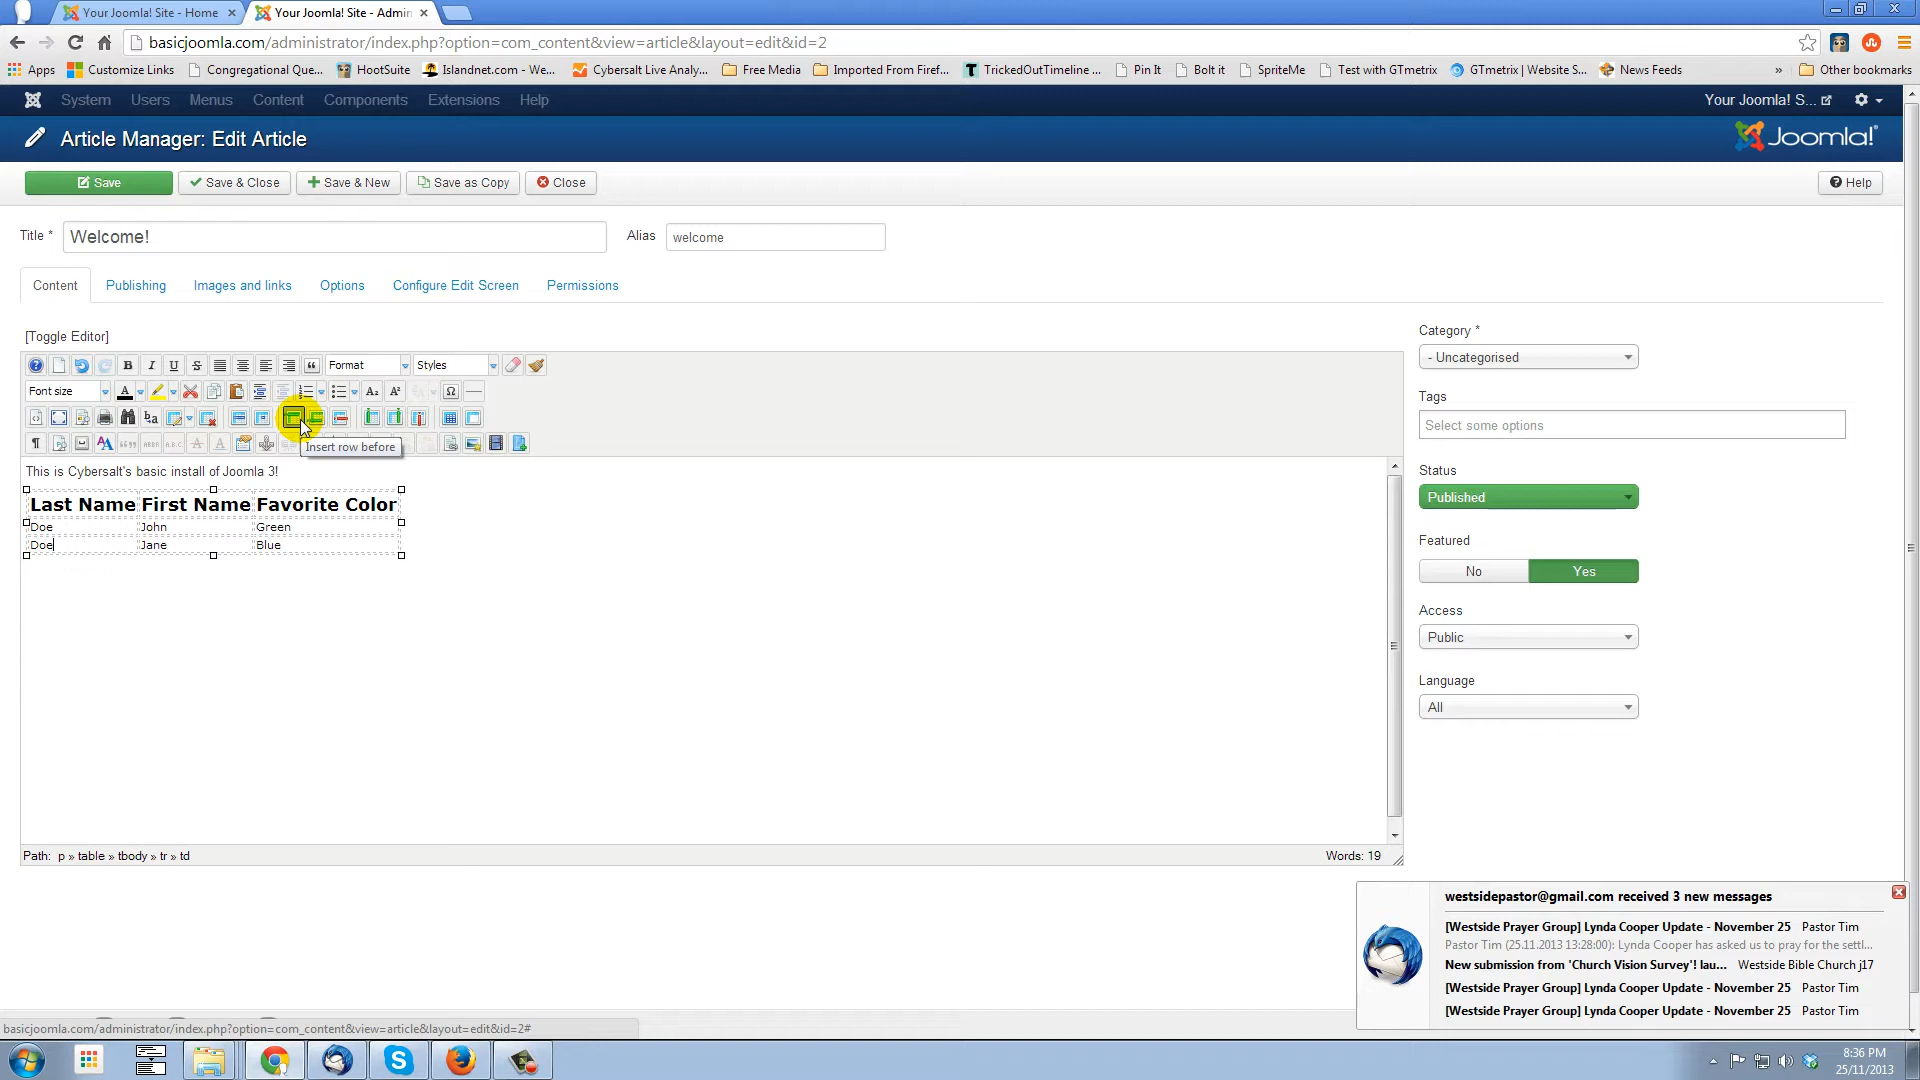 Your Joomla! Site - Home
Your Joomla! Site - Admin
basicjoomla.com/administrator/index.php?option=com_content&view=article&layout=edit&id=2
Apps Customize Links Congregational Que... HootSuite Islandnet.com - We... Cybersalt Live Analy... Free Media Imported From Firef... TrickedOutTimeline ... Pin It Bolt it SpriteMe Test with GTmetrix GTmetrix | Website S... News Feeds » Other bookmarks
System Users Menus Content Components Extensions Help Your Joomla! S...
Article Manager: Edit Article Joomla!
Save Save & Close Save & New Save as Copy Close Help
Title * Welcome! Alias welcome
Content Publishing Images and links Options Configure Edit Screen Permissions
[Toggle Editor]
Format Styles
Font size
Insert row before
This is Cybersalt's basic install of Joomla 3!
Last Name First Name Favorite Color
Doe John Green
Doe Jane Blue
Path: p » table » tbody » tr » td Words: 19
Category *
- Uncategorised
Tags
Select some options
Status
Published
Featured
No Yes
Access
Public
Language
All
westsidepastor@gmail.com received 3 new messages
[Westside Prayer Group] Lynda Cooper Update - November 25 Pastor Tim
Pastor Tim (25.11.2013 13:28:00): Lynda Cooper has asked us to pray for the settl...
New submission from 'Church Vision Survey'! lau... Westside Bible Church j17
[Westside Prayer Group] Lynda Cooper Update - November 25 Pastor Tim
[Westside Prayer Group] Lynda Cooper Update - November 25 Pastor Tim
basicjoomla.com/administrator/index.php?option=com_content&view=article&layout=edit&id=2#
8:36 PM
25/11/2013